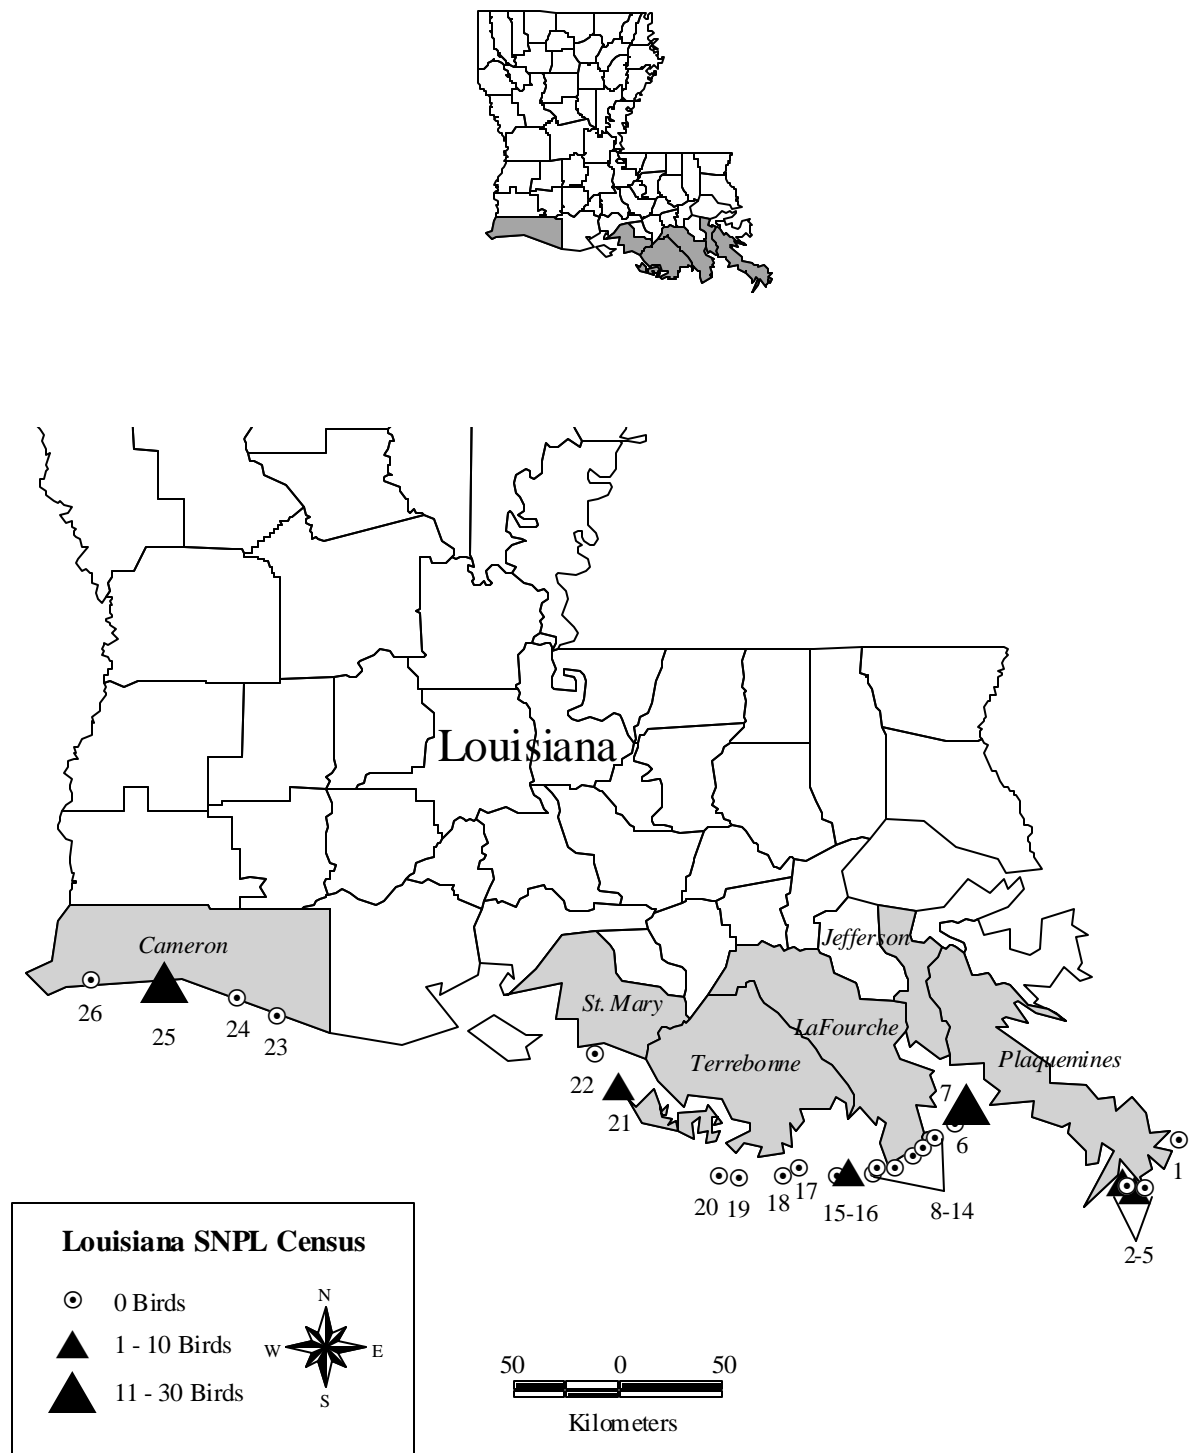 Louisiana
Cameron
Jefferson
St. Mary
LaFourche
Terrebonne
Plaquemines
26
25
24
23
22
21
7
6
1
20
19
18
17
15-16
8-14
2-5
Louisiana SNPL Census
0 Birds
1 - 10 Birds
11 - 30 Birds
N
W
E
S
50
0
50
Kilometers